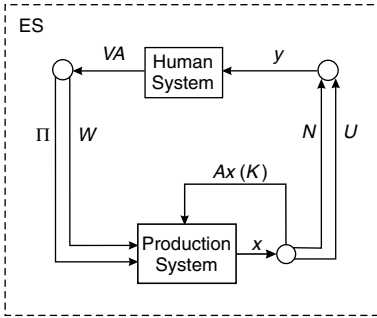 ES
VA
Human
System
y
Π
W
N
U
Ax (K)
Production
System
x